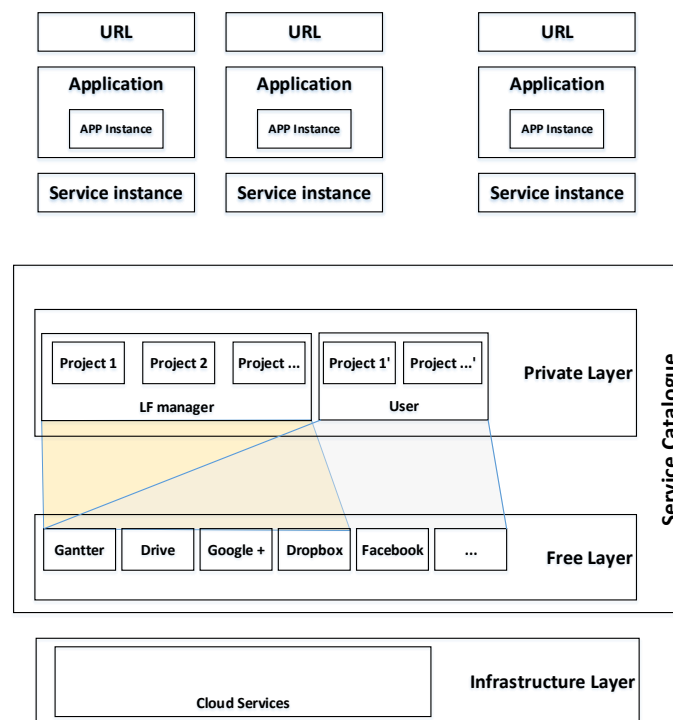 URL URL URL
Application Application Application
APP Instance APP Instance APP Instance
Service instance Service instance Service instance
Project 1 Project 2 Project ... Project 1' Project ...'
Private Layer
LF manager User
Service Catalogue
Gantter Drive Google + Dropbox Facebook ...
Free Layer
Infrastructure Layer
Cloud Services